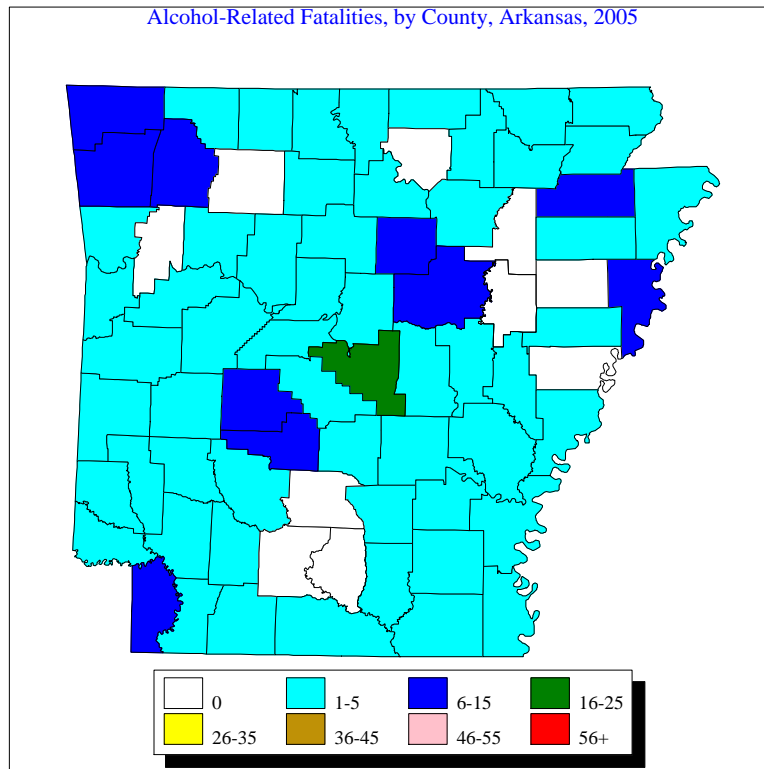 Alcohol-Related Fatalities, by County, Arkansas, 2005
0 1-5 6-15 16-25
26-35 36-45 46-55 56+